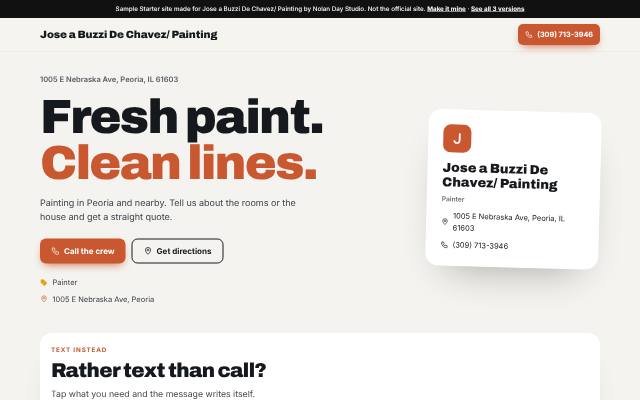 Sample Starter site made for Jose a Buzzi De Chavez/ Painting by Nolan Day Studio. Not the official site. Make it mine · See all 3 versions
Jose a Buzzi De Chavez/ Painting
(309) 713-3946
1005 E Nebraska Ave, Peoria, IL 61603
Fresh paint.
Clean lines.
Painting in Peoria and nearby. Tell us about the rooms or the
house and get a straight quote.
Call the crew
Get directions
Painter
1005 E Nebraska Ave, Peoria
J
Jose a Buzzi De
Chavez/ Painting
Painter
1005 E Nebraska Ave, Peoria, IL
61603
(309) 713-3946
TEXT INSTEAD
Rather text than call?
Tap what you need and the message writes itself.